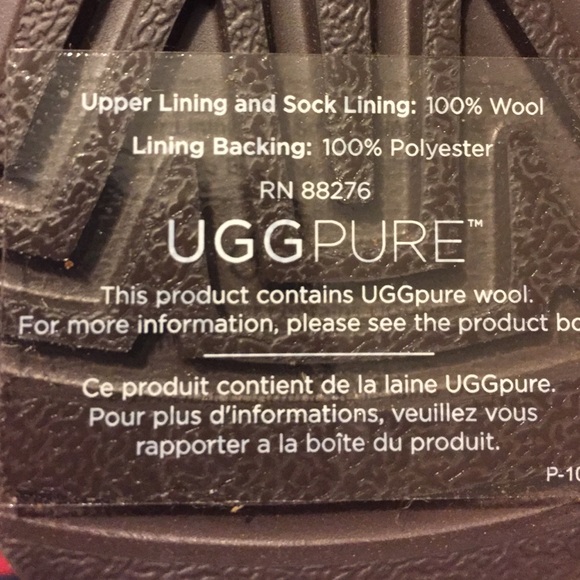 Upper Lining and Sock Lining: 100% Wool
Lining Backing: 100% Polyester
RN 88276
UGGPURE™
This product contains UGGpure wool.
For more information, please see the product
Ce produit contient de la laine UGGpure.
Pour plus d'informations, veuillez vous
rapporter a la boîte du produit.